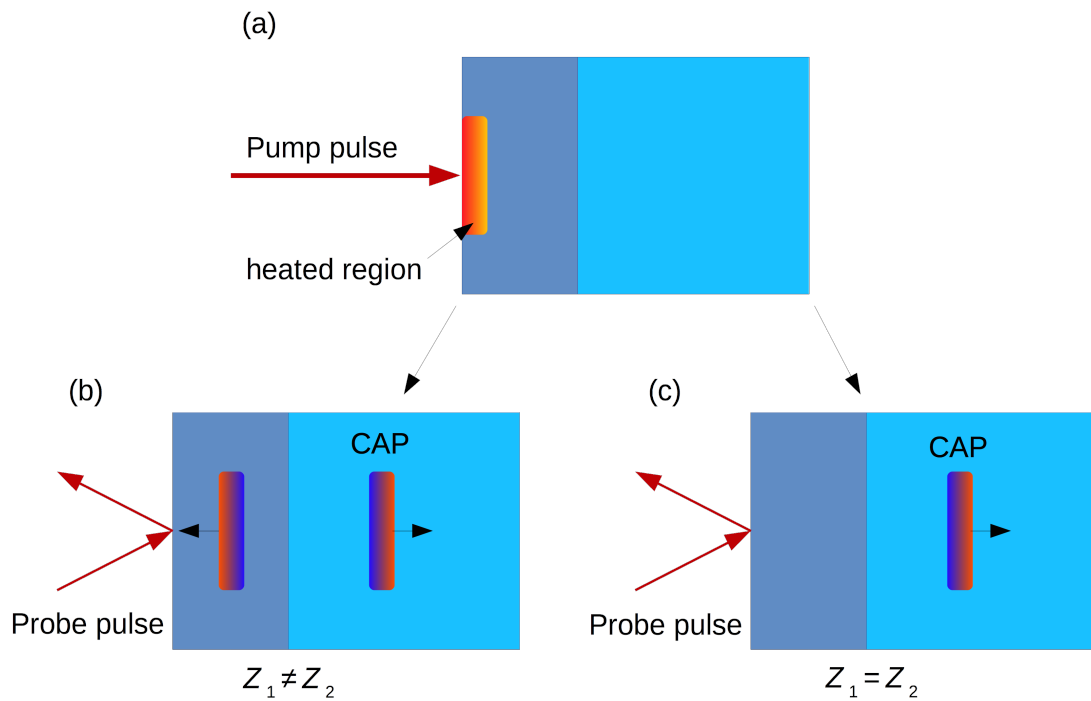 (a)
Pump pulse
heated region
(b)
CAP
Probe pulse
Z₁ ≠ Z₂
(c)
CAP
Probe pulse
Z₁ = Z₂